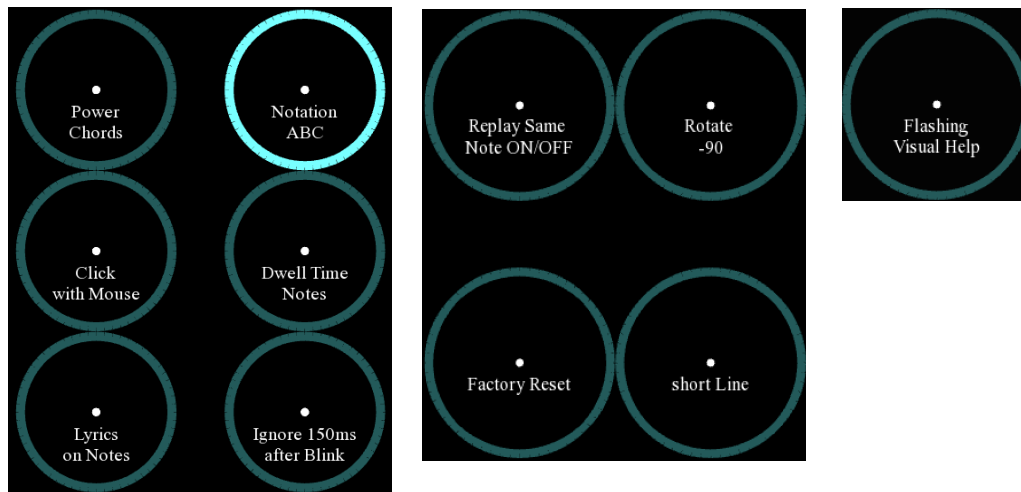 Power
Chords
Notation
ABC
Click
with Mouse
Dwell Time
Notes
Lyrics
on Notes
Ignore 150ms
after Blink
Replay Same
Note ON/OFF
Rotate
-90
Factory Reset
short Line
Flashing
Visual Help